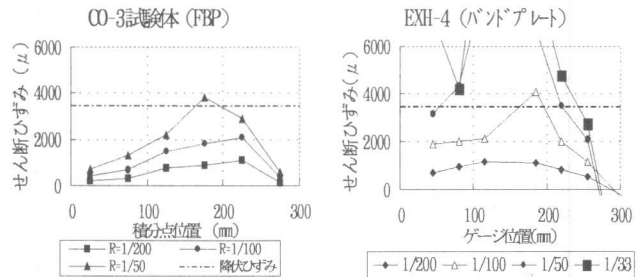 CO-3試験体(FBP)
せん断ひずみ(μ)
6000
4000
2000
0
0 100 200 300
積分点位置(mm)
R=1/200 R=1/100
R=1/50 降伏ひずみ
EXH-4(バンドプレート)
せん断ひずみ(μ)
6000
4000
2000
0
0 100 200 300
ゲージ位置(mm)
1/200 1/100 1/50 1/33